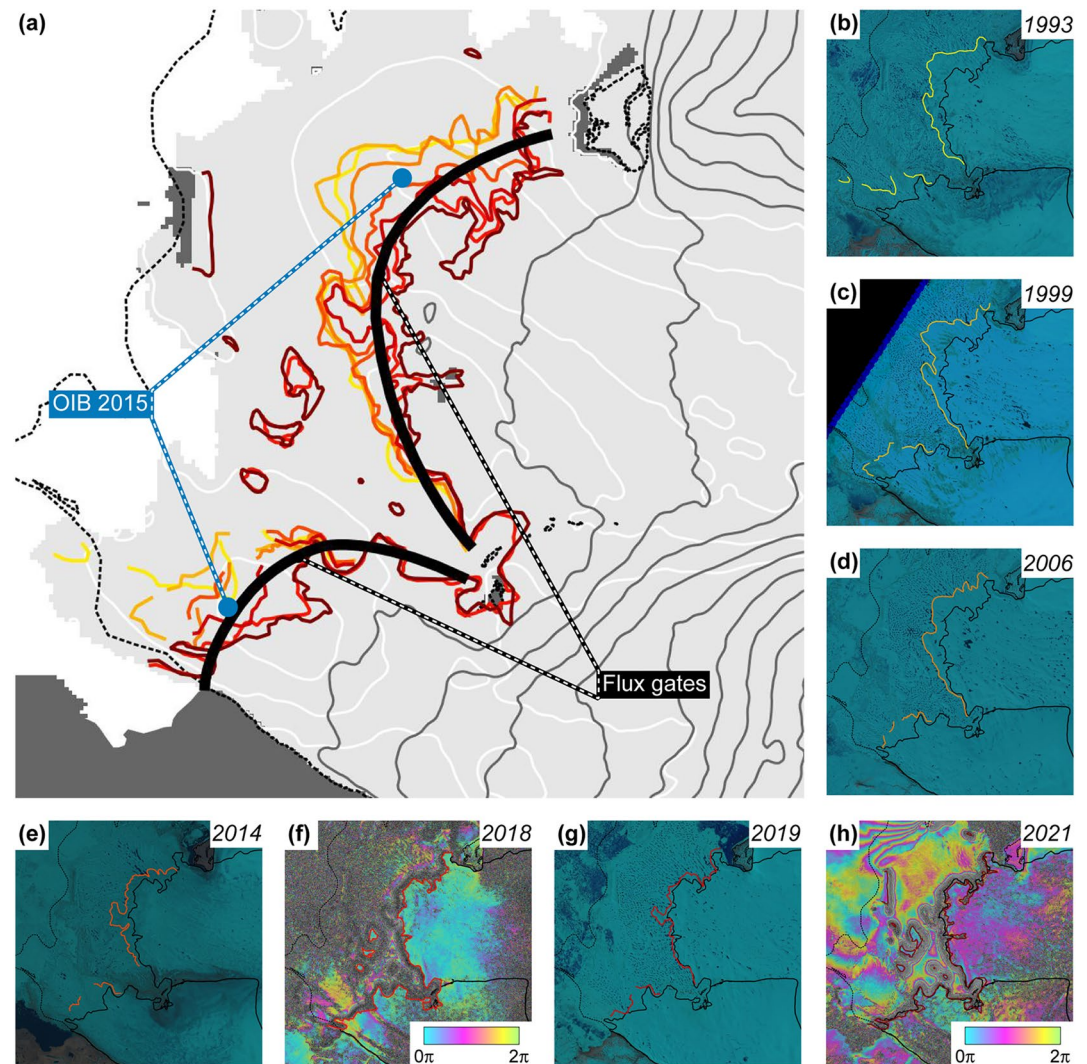 (a)
OIB 2015
Flux gates
(b)
1993
(c)
1999
(d)
2006
(e)
2014
(f)
2018
0π 2π
(g)
2019
(h)
2021
0π 2π